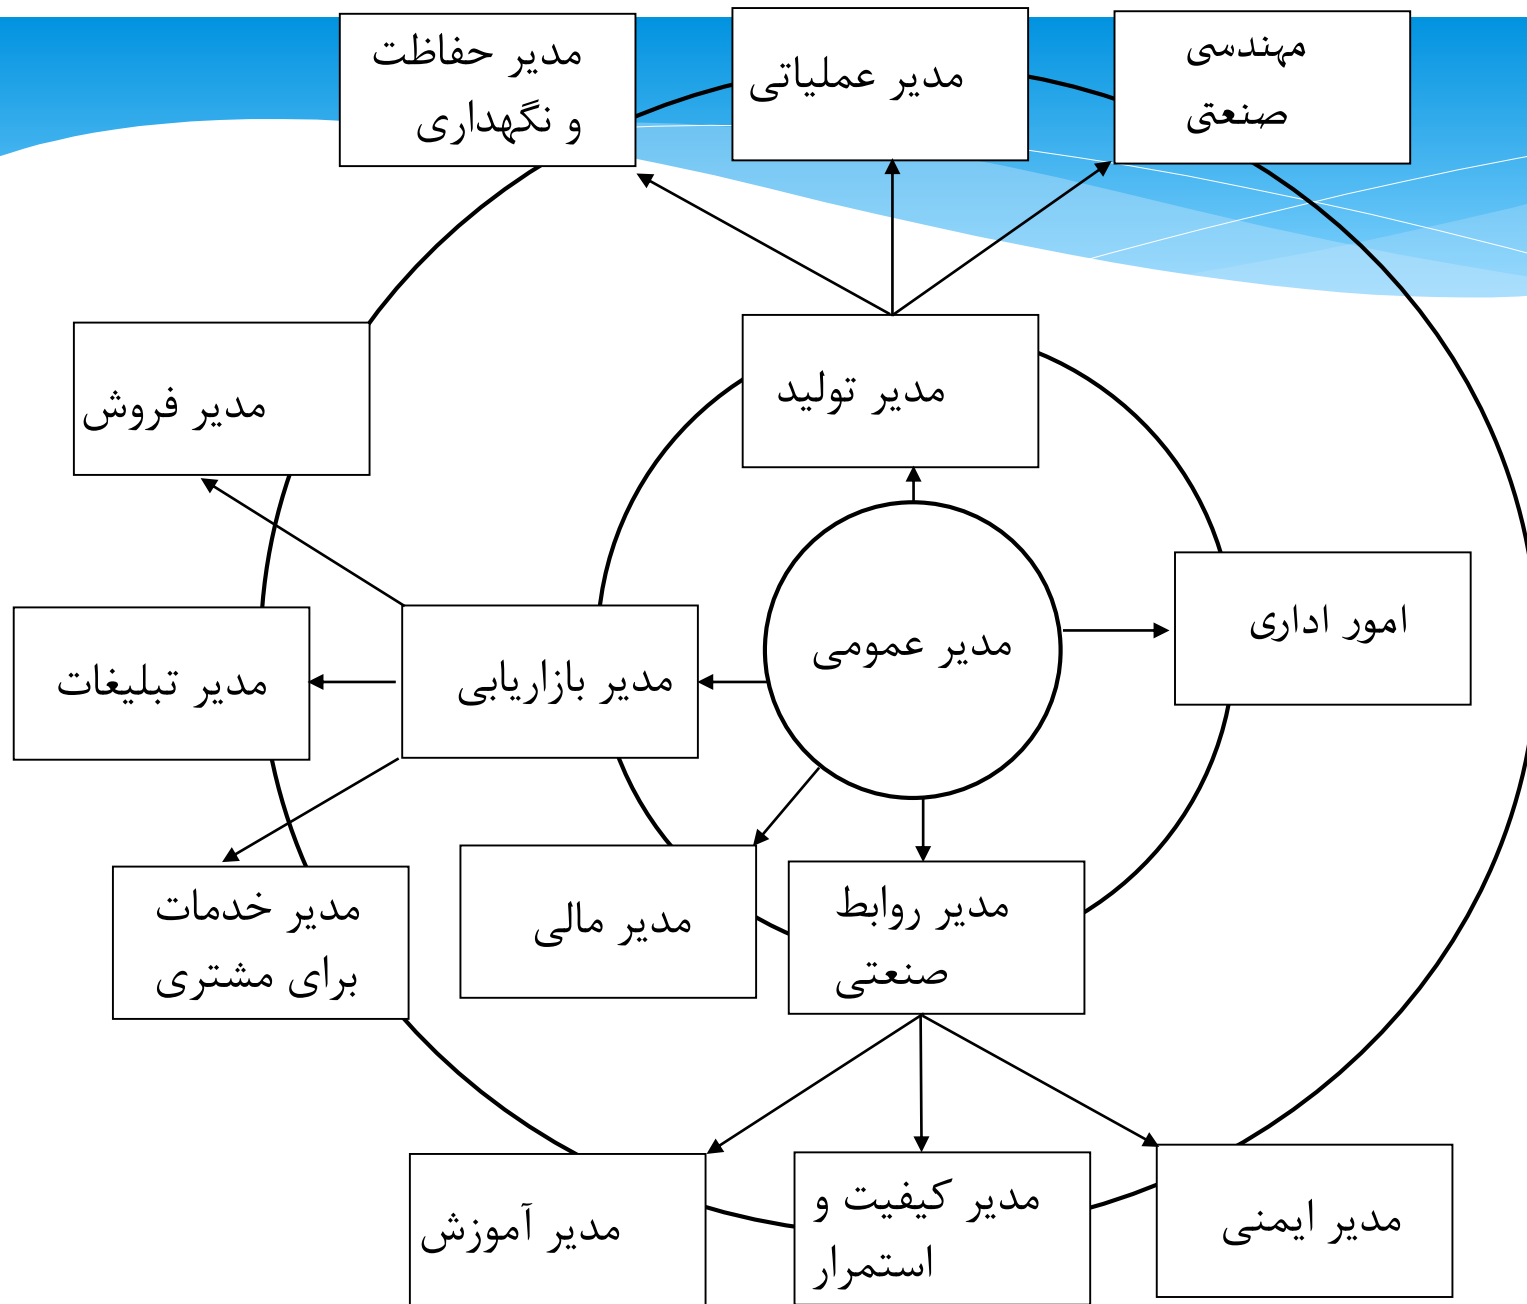 مهندسی
صنعتی
مدیر عملیاتی
مدیر حفاظت
و نگهداری
مدیر تولید
مدیر فروش
امور اداری
مدیر عمومی
مدیر بازاریابی
مدیر تبلیغات
مدیر روابط
صنعتی
مدیر مالی
مدیر خدمات
برای مشتری
مدیر ایمنی
مدیر کیفیت و
استمرار
مدیر آموزش